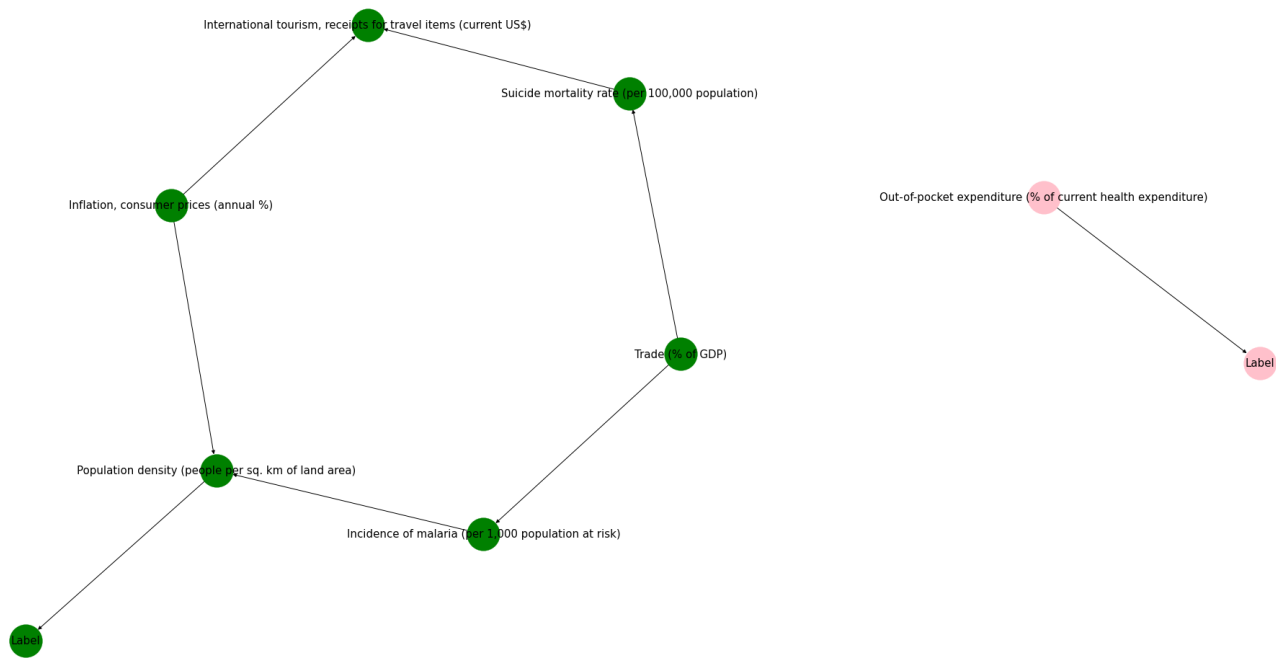 International tourism, receipts for travel items (current US$)
Suicide mortality rate (per 100,000 population)
Out-of-pocket expenditure (% of current health expenditure)
Inflation, consumer prices (annual %)
Trade (% of GDP)
Label
Population density (people per sq. km of land area)
Incidence of malaria (per 1,000 population at risk)
Label